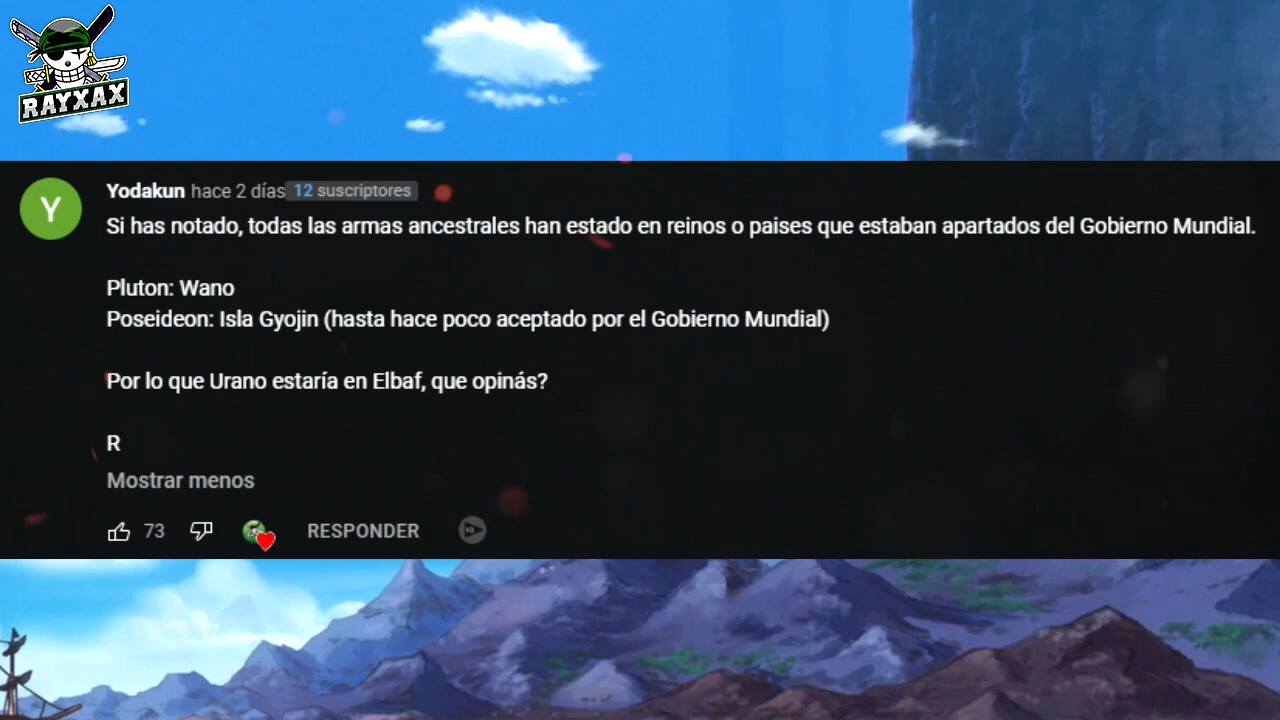 RAYXAX
Y
Yodakun hace 2 días 12 suscriptores
Si has notado, todas las armas ancestrales han estado en reinos o paises que estaban apartados del Gobierno Mundial.
Pluton: Wano
Poseideon: Isla Gyojin (hasta hace poco aceptado por el Gobierno Mundial)
Por lo que Urano estaría en Elbaf, que opinás?
R
Mostrar menos
73 RESPONDER